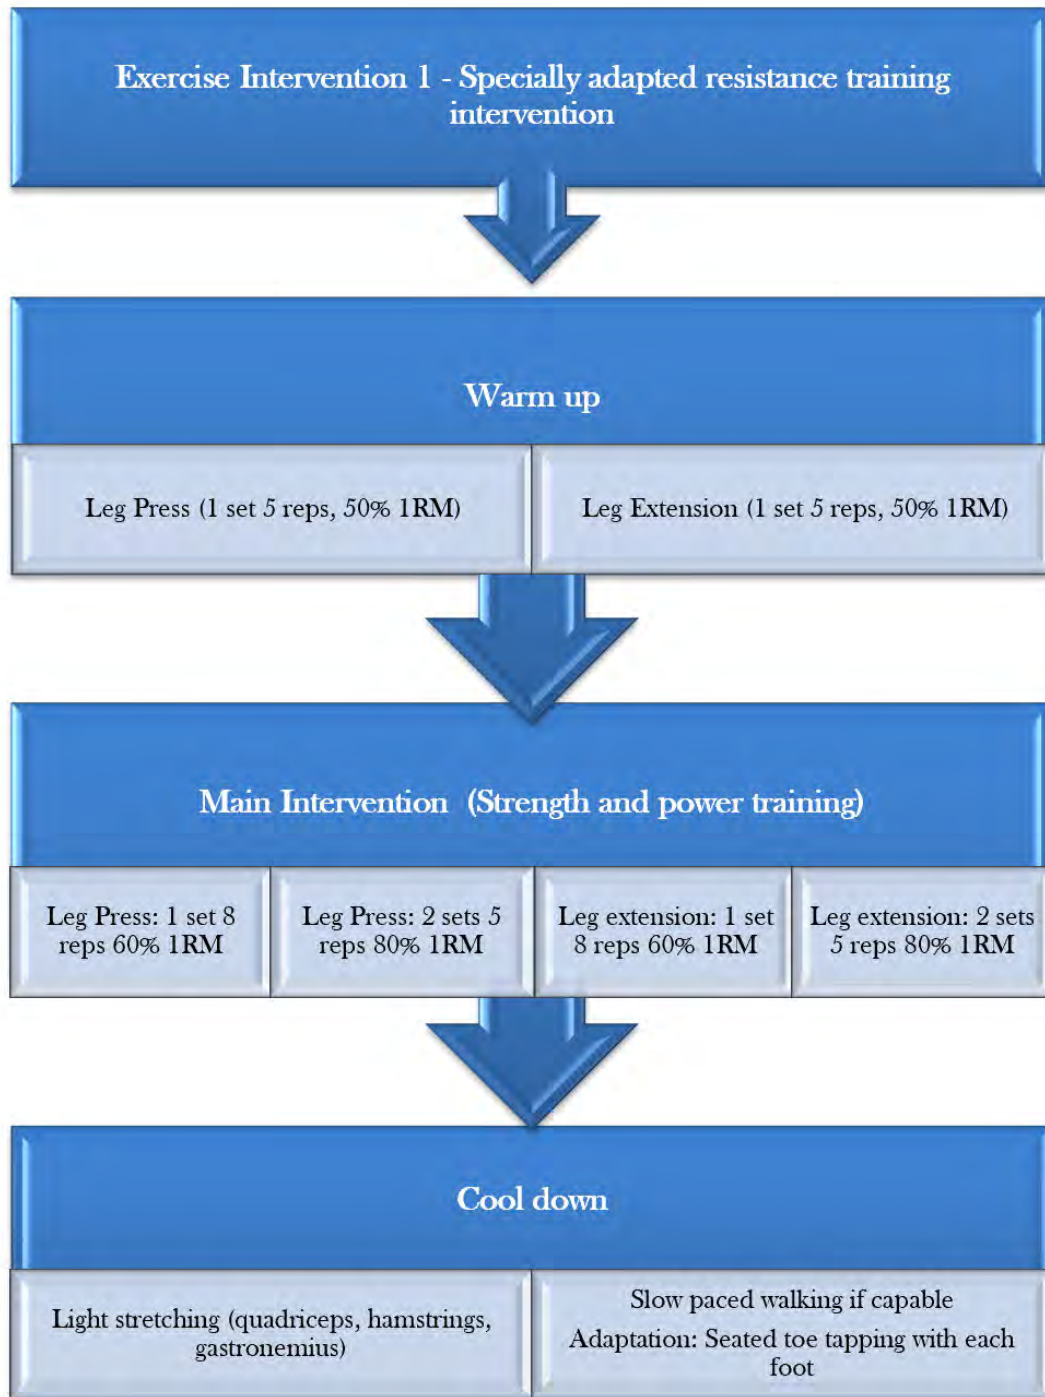 Exercise Intervention 1 - Specially adapted resistance training
intervention
Warm up
Leg Press (1 set 5 reps, 50% 1RM)
Leg Extension (1 set 5 reps, 50% 1RM)
Main Intervention (Strength and power training)
Leg Press: 1 set 8
reps 60% 1RM
Leg Press: 2 sets 5
reps 80% 1RM
Leg extension: 1 set
8 reps 60% 1RM
Leg extension: 2 sets
5 reps 80% 1RM
Cool down
Light stretching (quadriceps, hamstrings,
gastronemius)
Slow paced walking if capable
Adaptation: Seated toe tapping with each
foot